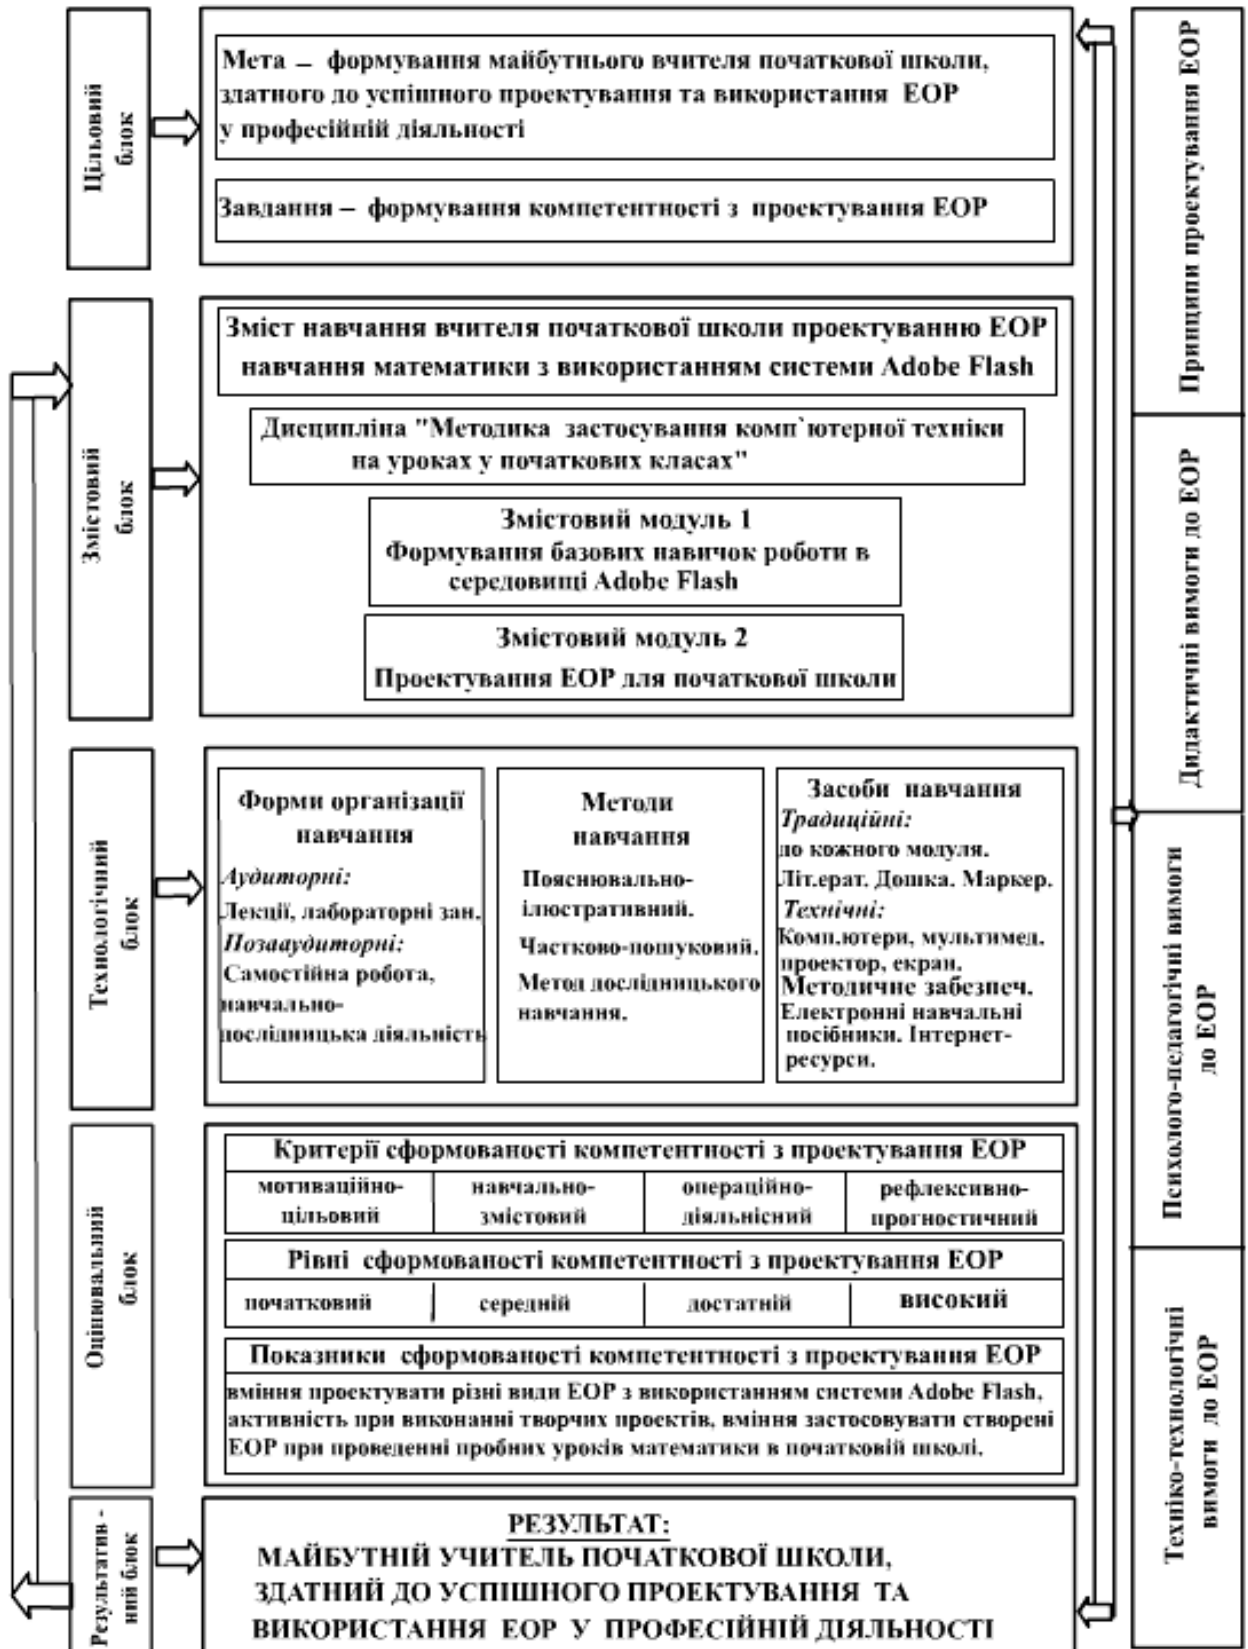 Цільовий
блок
Мета – формування майбутнього вчителя початкової школи,
здатного до успішного проектування та використання ЕОР
у професійній діяльності
Завдання – формування компетентності з проектування ЕОР
Змістовий
блок
Зміст навчання вчителя початкової школи проектуванню ЕОР
навчання математики з використанням системи Adobe Flash
Дисципліна "Методика застосування комп`ютерної техніки
на уроках у початкових класах"
Змістовий модуль 1
Формування базових навичок роботи в
середовищі Adobe Flash
Змістовий модуль 2
Проектування ЕОР для початкової школи
Технологічний
блок
Форми організації
навчання
Аудиторні:
Лекції, лабораторні зан.
Позааудиторні:
Самостійна робота,
навчально-
дослідницька діяльність
Методи
навчання
Пояснювально-
ілюстративний.
Частково-пошуковий.
Метод дослідницького
навчання.
Засоби навчання
Традиційні:
до кожного модуля.
Літ.ерат. Дошка. Маркер.
Технічні:
Комп.ютери, мультимед.
проектор, екран.
Методичне забезпеч.
Електронні навчальні
посібники. Інтернет-
ресурси.
Оцінювальний
блок
Критерії сформованості компетентності з проектування ЕОР
мотиваційно-
цільовий
навчально-
змістовий
операційно-
діяльнісний
рефлексивно-
прогностичний
Рівні сформованості компетентності з проектування ЕОР
початковий
середній
достатній
високий
Показники сформованості компетентності з проектування ЕОР
вміння проектувати різні види ЕОР з використанням системи Adobe Flash,
активність при виконанні творчих проектів, вміння застосовувати створені
ЕОР при проведенні пробних уроків математики в початковій школі.
Результатив -
ний блок
РЕЗУЛЬТАТ:
МАЙБУТНІЙ УЧИТЕЛЬ ПОЧАТКОВОЇ ШКОЛИ,
ЗДАТНИЙ ДО УСПІШНОГО ПРОЕКТУВАННЯ ТА
ВИКОРИСТАННЯ ЕОР У ПРОФЕСІЙНІЙ ДІЯЛЬНОСТІ
Принципи проектування ЕОР
Дидактичні вимоги до ЕОР
Психолого-педагогічні вимоги
до ЕОР
Техніко-технологічні
вимоги до ЕОР